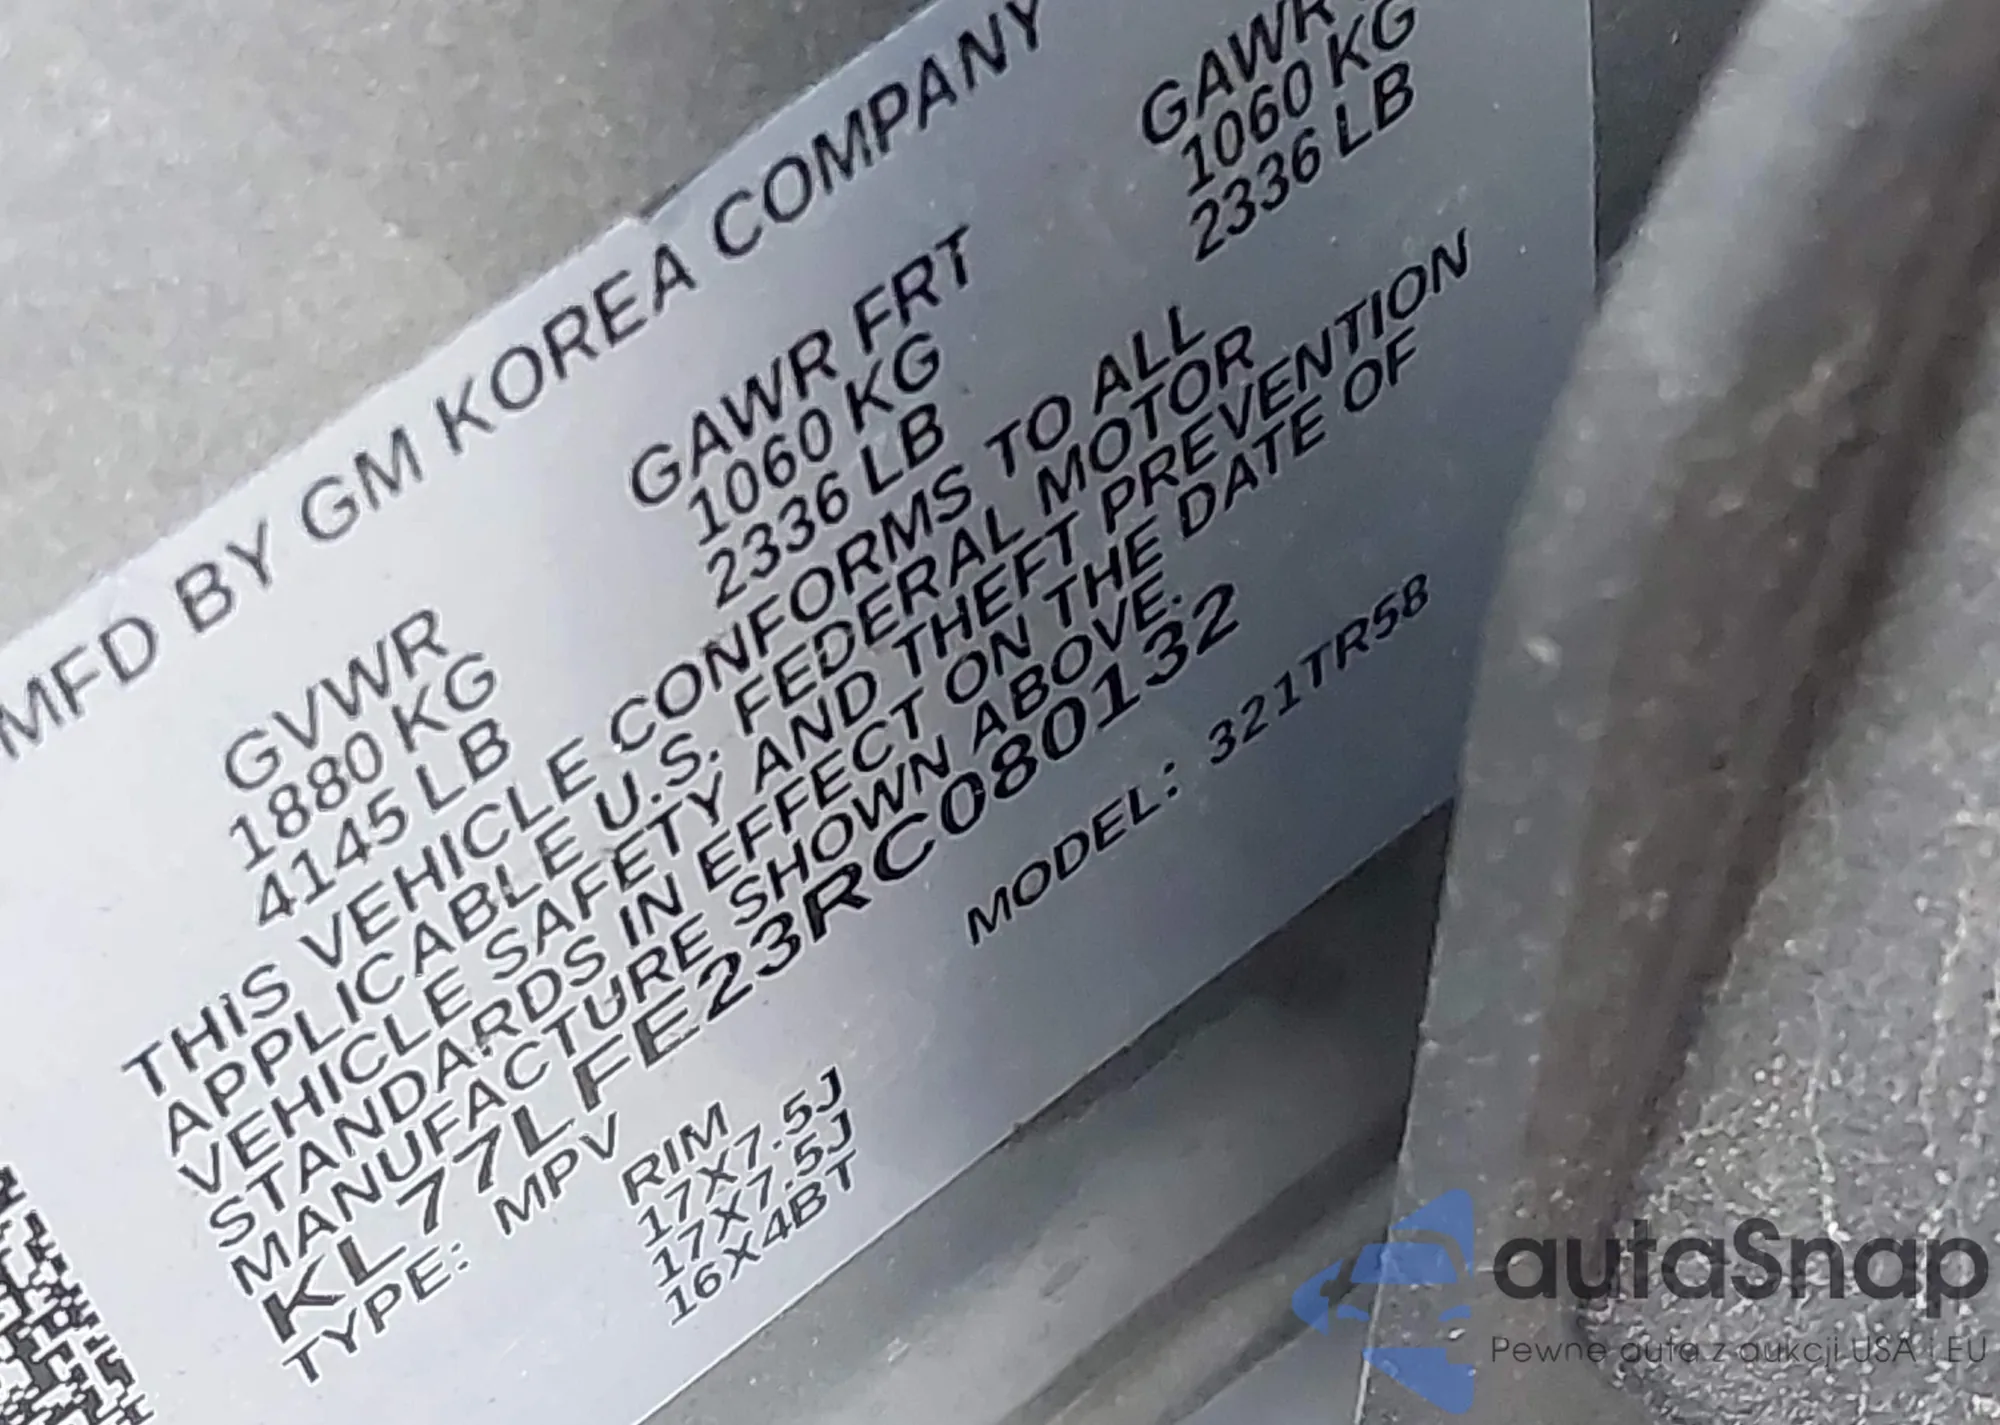 MFD BY GM KOREA COMPANY
GVWR GAWR FRT GAWR
1880 KG 1060 KG 1060 KG
4145 LB 2336 LB 2336 LB
THIS VEHICLE CONFORMS TO ALL
APPLICABLE U.S. FEDERAL MOTOR
VEHICLE SAFETY AND THEFT PREVENTION
STANDARDS IN EFFECT ON THE DATE OF
MANUFACTURE SHOWN ABOVE.
KL77LFE23RC080132
TYPE: MPV MODEL: 321TR58
RIM
17X7.5J
17X7.5J
16X4BT
autaSnap
Pewne auta z aukcji USA i EU